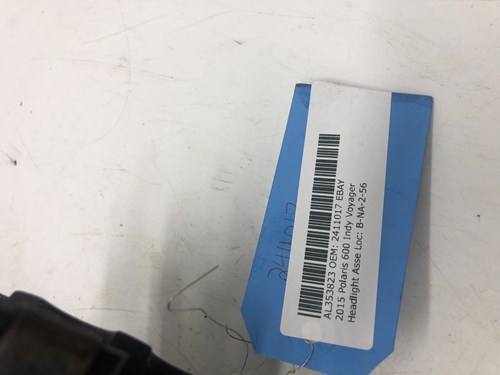 2411017
AL353823 OEM: 2411017 EBAY
2015 Polaris 600 Indy Voyager
Headlight Asse Loc: B-NA-2-56